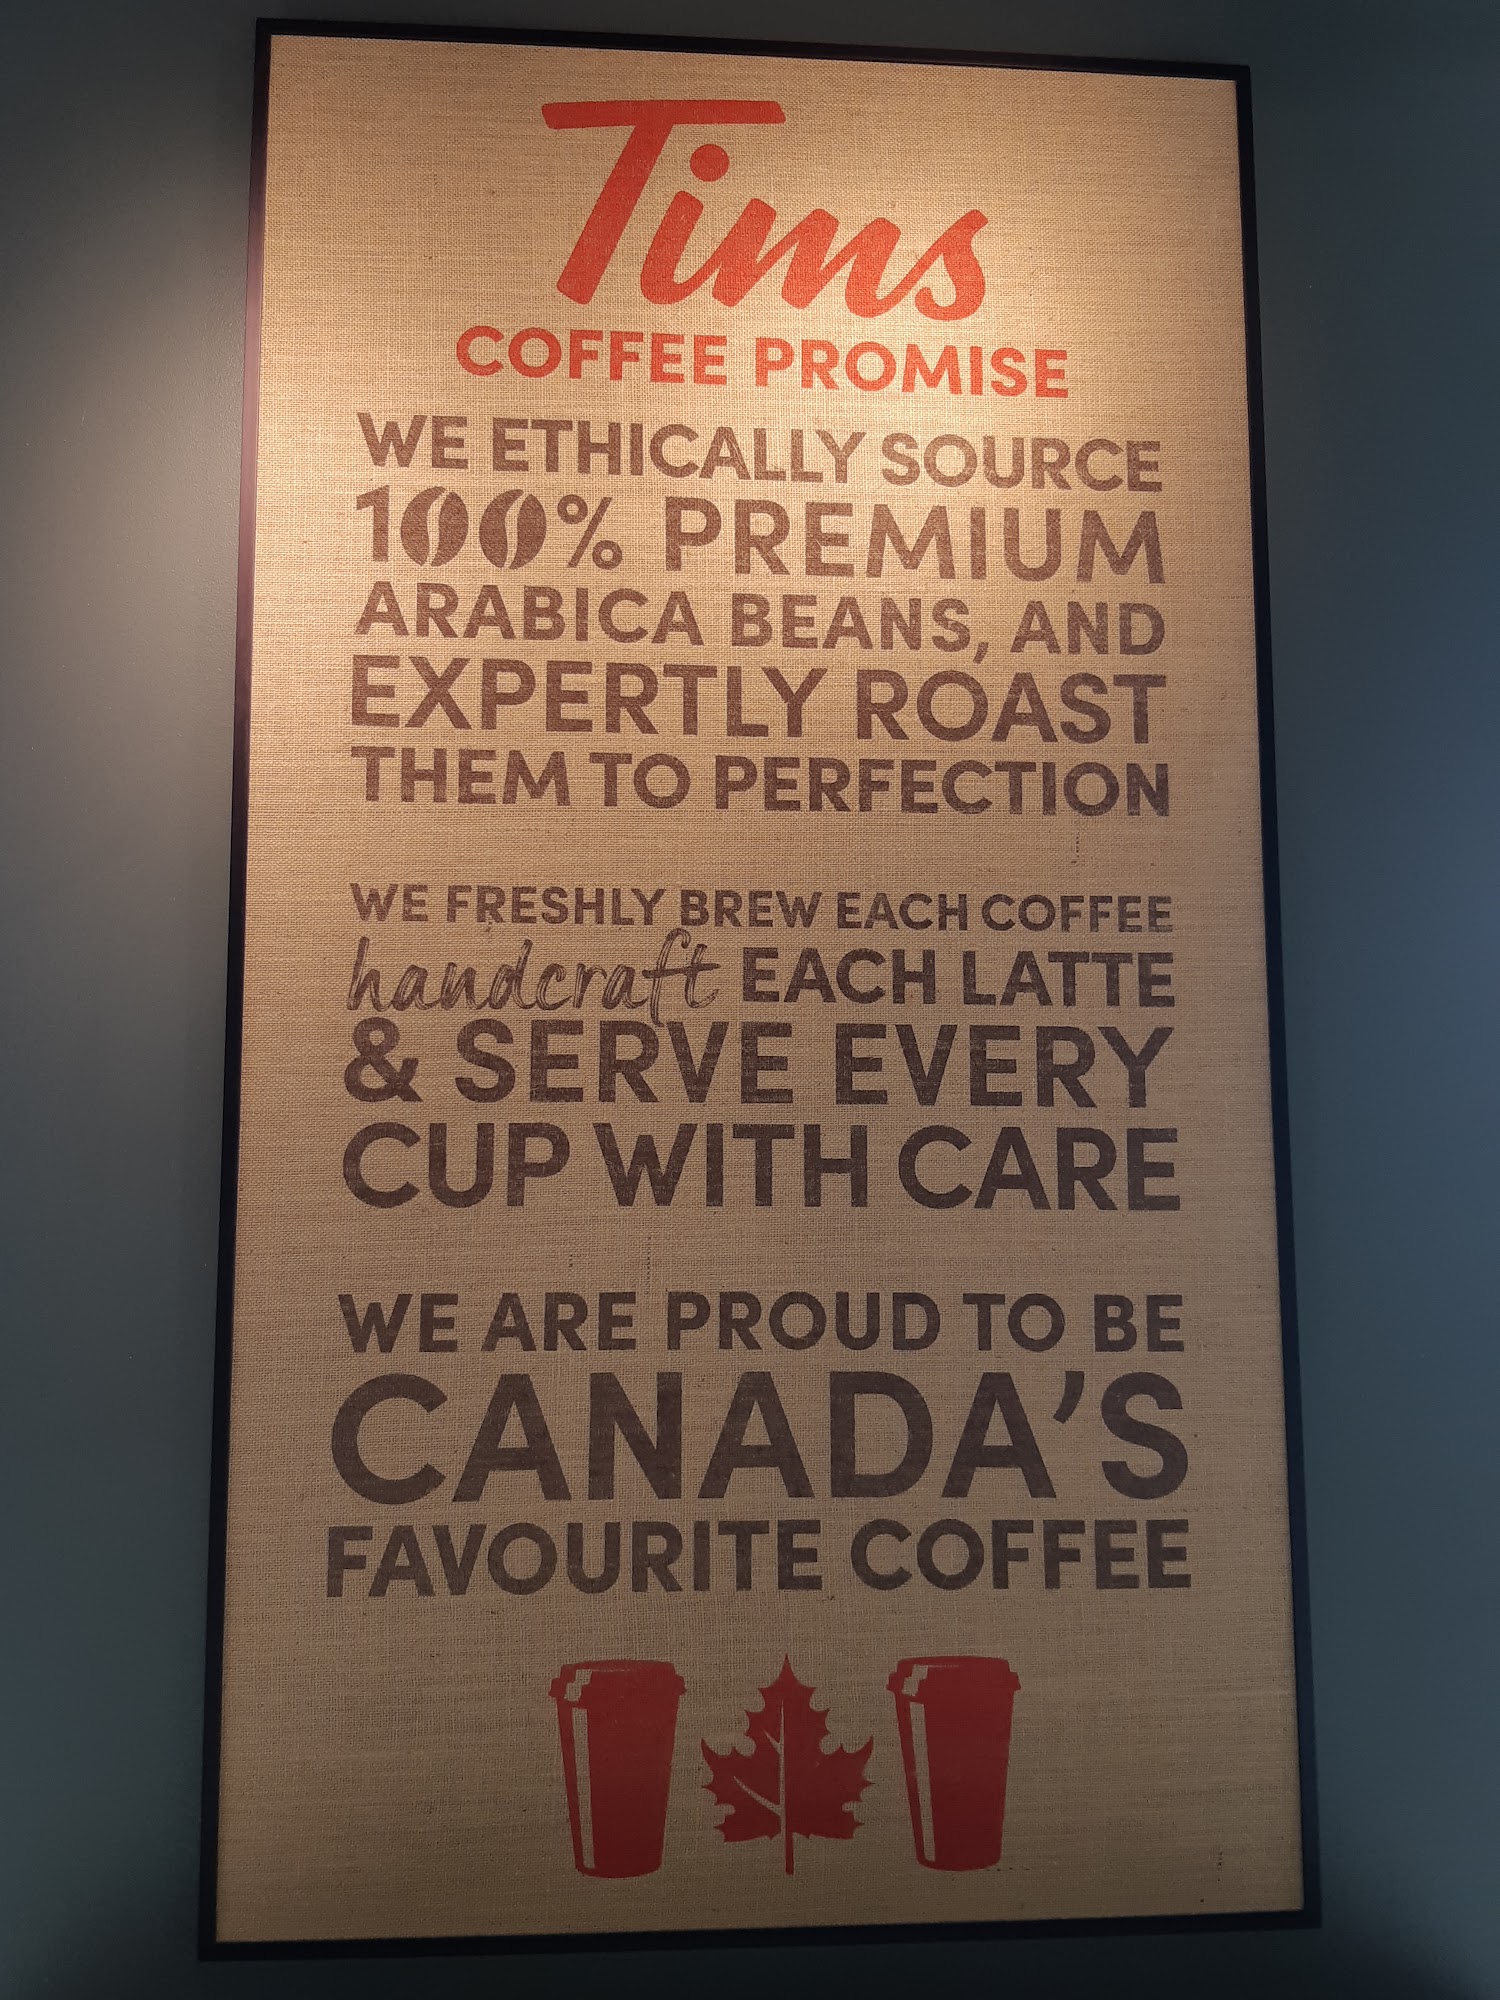 Tims
COFFEE PROMISE
WE ETHICALLY SOURCE
100% PREMIUM
ARABICA BEANS, AND
EXPERTLY ROAST
THEM TO PERFECTION
WE FRESHLY BREW EACH COFFEE
handcraft EACH LATTE
& SERVE EVERY
CUP WITH CARE
WE ARE PROUD TO BE
CANADA'S
FAVOURITE COFFEE